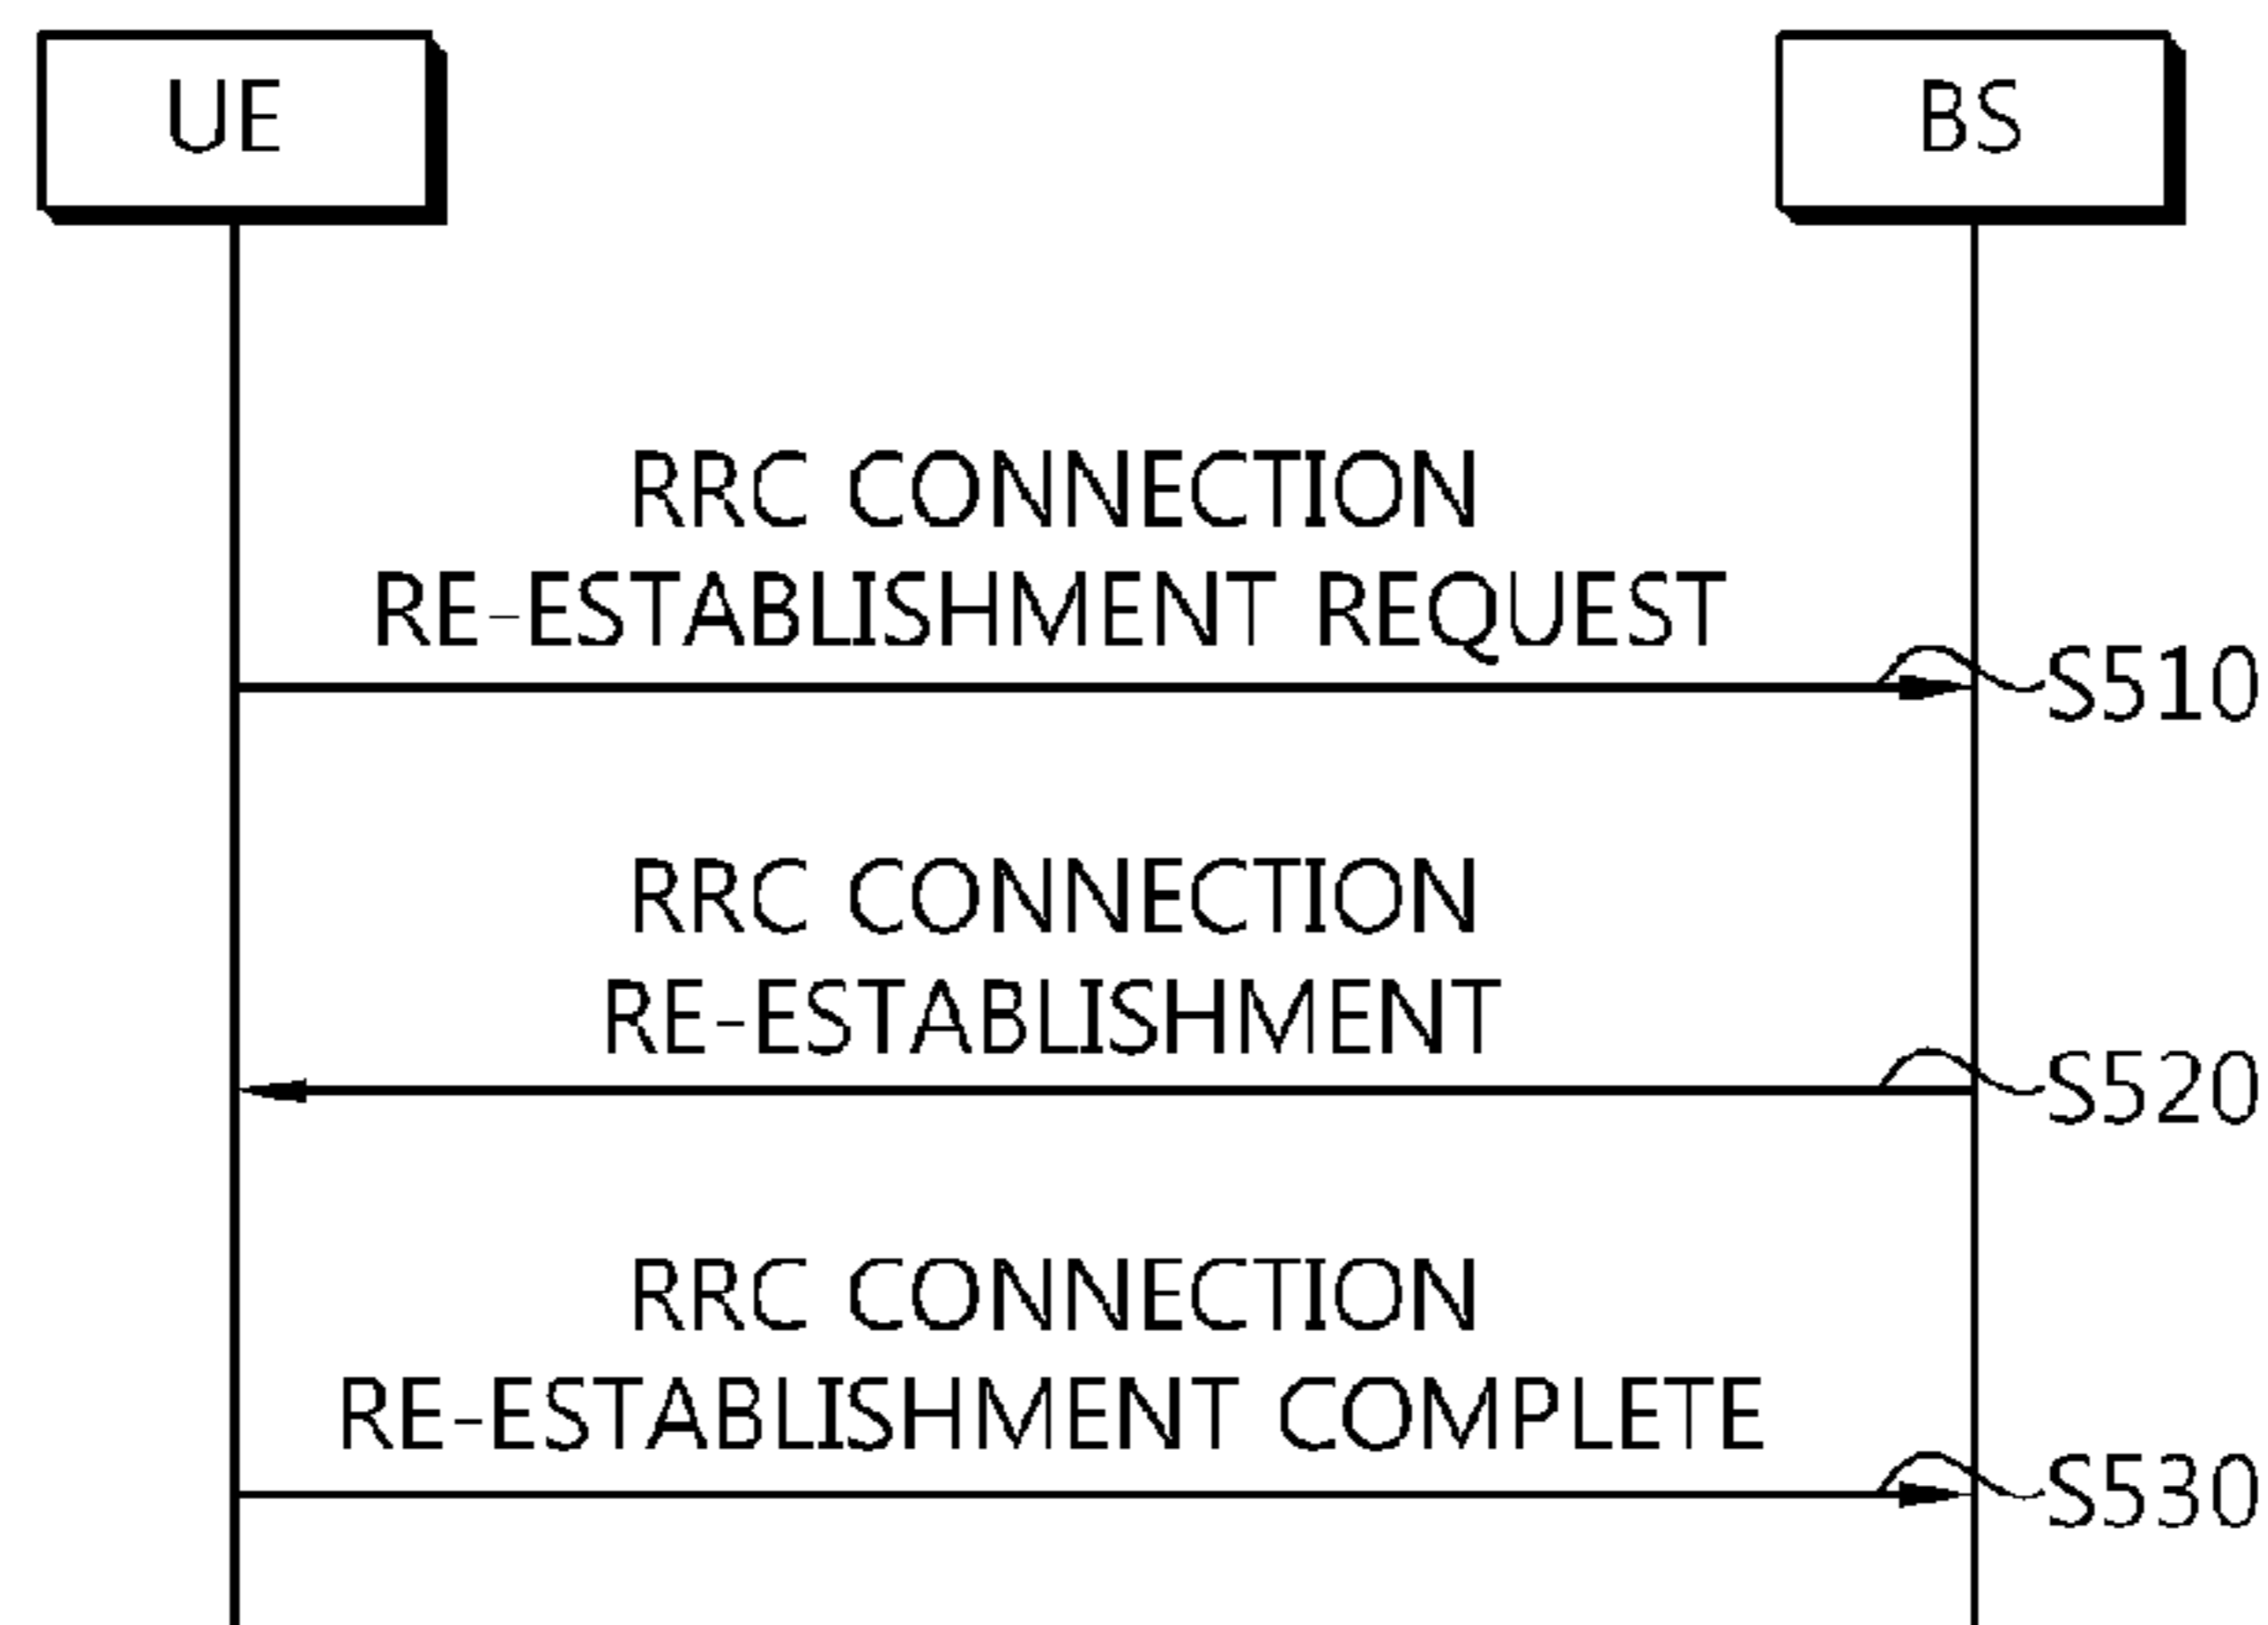 UE
BS
RRC CONNECTION
RE-ESTABLISHMENT REQUEST
S510
RRC CONNECTION
RE-ESTABLISHMENT
S520
RRC CONNECTION
RE-ESTABLISHMENT COMPLETE
S530